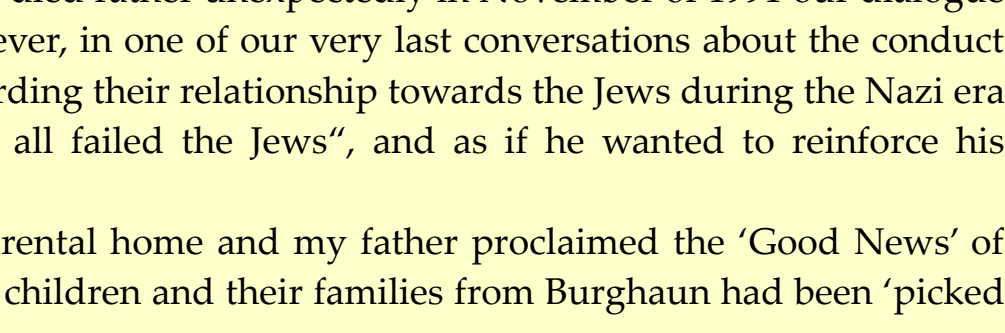 died rather unexpectedly in November of 1991 our dialogue
ever, in one of our very last conversations about the conduct
rding their relationship towards the Jews during the Nazi era
all failed the Jews“, and as if he wanted to reinforce his
rental home and my father proclaimed the ‘Good News’ of
children and their families from Burghaun had been ‘picked